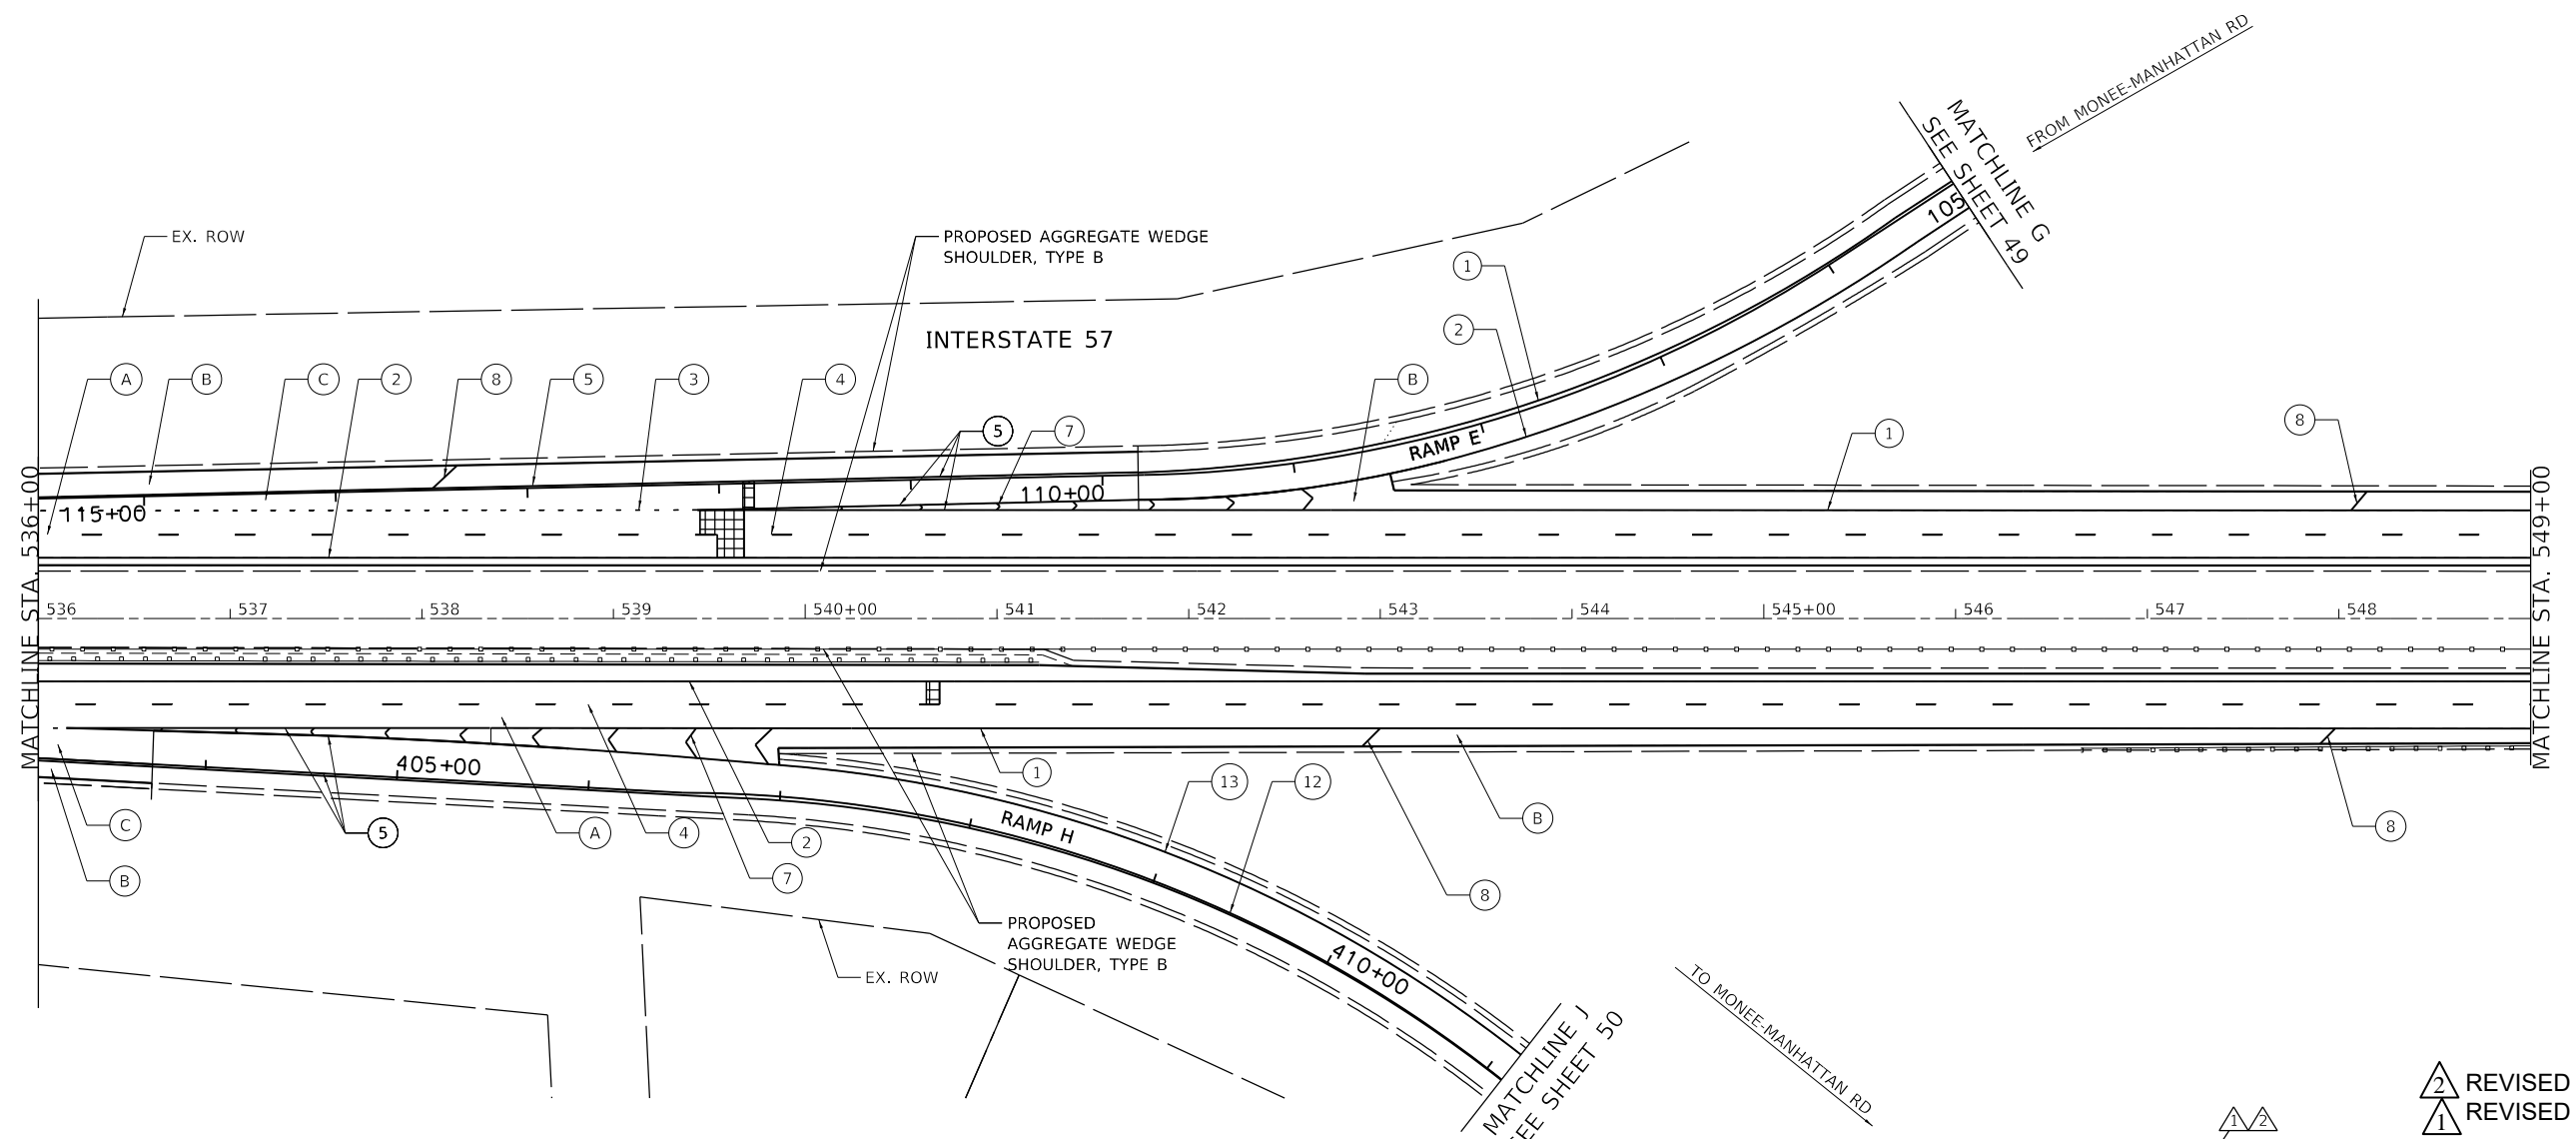 FROM MONEE-MANHATTAN RD
MATCHLINE G
SEE SHEET 49
105
EX. ROW
PROPOSED AGGREGATE WEDGE
SHOULDER, TYPE B
1
2
INTERSTATE 57
A
B
C
2
8
5
3
4
B
5
7
RAMP E
1
8
110+00
115+00
MATCHLINE STA. 536+00
MATCHLINE STA. 549+00
536
537
538
539
540+00
541
542
543
544
545+00
546
547
548
405+00
1
13
12
RAMP H
C
5
A
4
2
B
8
B
7
8
PROPOSED
AGGREGATE WEDGE
SHOULDER, TYPE B
EX. ROW
410+00
MATCHLINE J
SHEET 50
TO MONEE-MANHATTAN RD
2 REVISED
1 REVISED
1 2